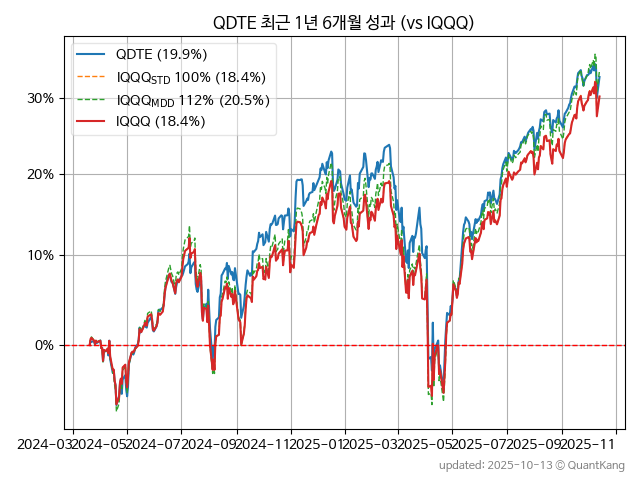 QDTE 최근 1년 6개월 성과 (vs IQQQ)
QDTE (19.9%)
IQQQSTD 100% (18.4%)
IQQQMDD 112% (20.5%)
IQQQ (18.4%)
30%
20%
10%
0%
2024-03 2024-05 2024-07 2024-09 2024-11 2025-01 2025-03 2025-05 2025-07 2025-09 2025-11
updated: 2025-10-13 © QuantKang